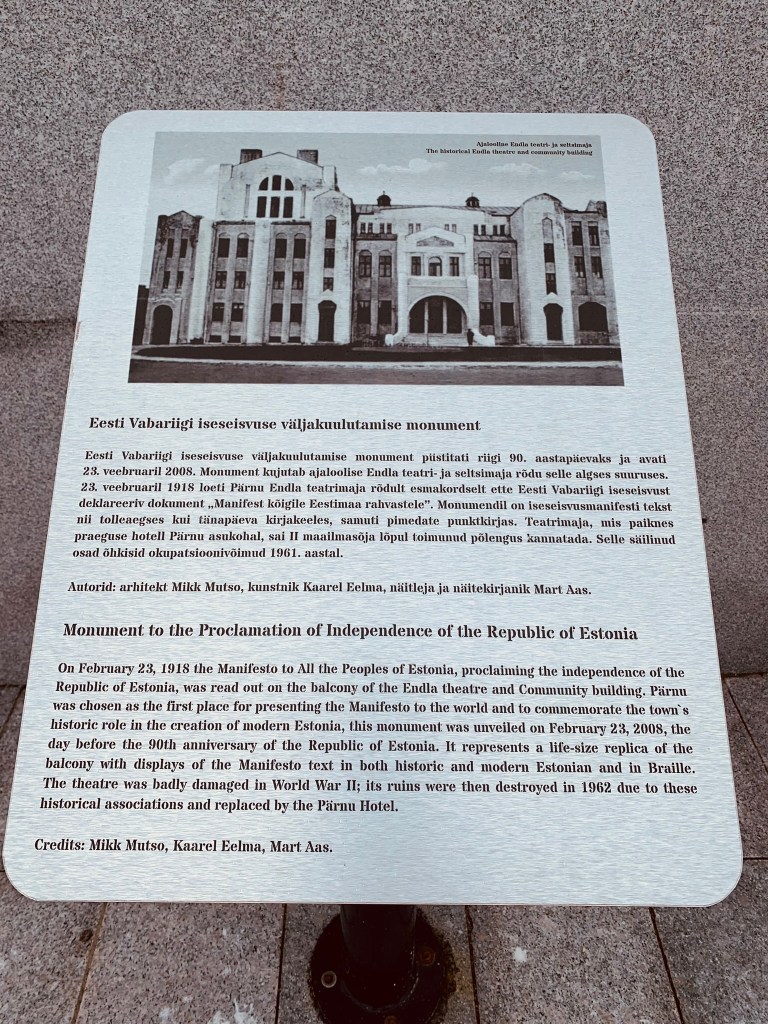 Ajalooline Endla teatri- ja seltsimaja
The historical Endla theatre and community building
Eesti Vabariigi iseseisvuse väljakuulutamise monument
Eesti Vabariigi iseseisvuse väljakuulutamise monument püstitati riigi 90. aastapäevaks ja avati
23. veebruaril 2008. Monument kujutab ajaloolise Endla teatri- ja seltsimaja rõdu selle algses suuruses.
23. veebruaril 1918 loeti Pärnu Endla teatrimaja rõdult esmakordselt ette Eesti Vabariigi iseseisvust
deklareeriv dokument „Manifest kõigile Eestimaa rahvastele”. Monumendil on iseseisvusmanifesti tekst
nii tolleaegses kui tänapäeva kirjakeeles, samuti pimedate punktkirjas. Teatrimaja, mis paiknes
praeguse hotell Pärnu asukohal, sai II maailmasõja lõpul toimunud põlengus kannatada. Selle säilinud
osad õhkisid okupatsioonivõimud 1961. aastal.
Autorid: arhitekt Mikk Mutso, kunstnik Kaarel Eelma, näitleja ja näitekirjanik Mart Aas.
Monument to the Proclamation of Independence of the Republic of Estonia
On February 23, 1918 the Manifesto to All the Peoples of Estonia, proclaiming the independence of the
Republic of Estonia, was read out on the balcony of the Endla theatre and Community building. Pärnu
was chosen as the first place for presenting the Manifesto to the world and to commemorate the town`s
historic role in the creation of modern Estonia, this monument was unveiled on February 23, 2008, the
day before the 90th anniversary of the Republic of Estonia. It represents a life-size replica of the
balcony with displays of the Manifesto text in both historic and modern Estonian and in Braille.
The theatre was badly damaged in World War II; its ruins were then destroyed in 1962 due to these
historical associations and replaced by the Pärnu Hotel.
Credits: Mikk Mutso, Kaarel Eelma, Mart Aas.